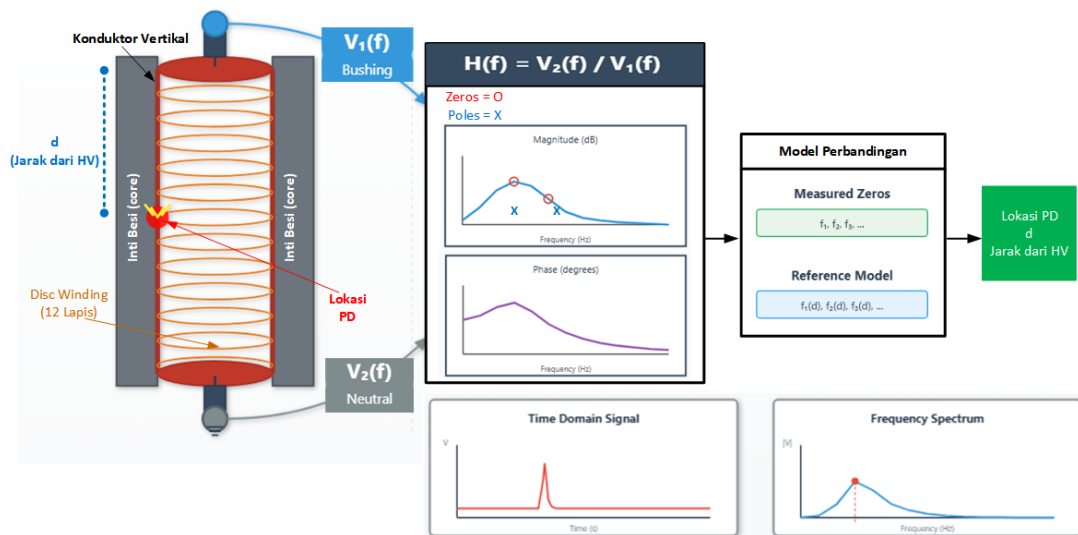 Konduktor Vertikal
d
(Jarak dari HV)
Inti Besi (core)
Inti Besi (core)
Disc Winding
(12 Lapis)
Lokasi
PD
V₁(f)
Bushing
V₂(f)
Neutral
H(f) = V₂(f) / V₁(f)
Zeros = O
Poles = X
Magnitude (dB)
X
X
Frequency (Hz)
Phase (degrees)
Frequency (Hz)
Model Perbandingan
Measured Zeros
f₁, f₂, f₃, ...
Reference Model
f₁(d), f₂(d), f₃(d), ...
Lokasi PD
d
Jarak dari HV
Time Domain Signal
V
Time (s)
Frequency Spectrum
|V|
Frequency (Hz)